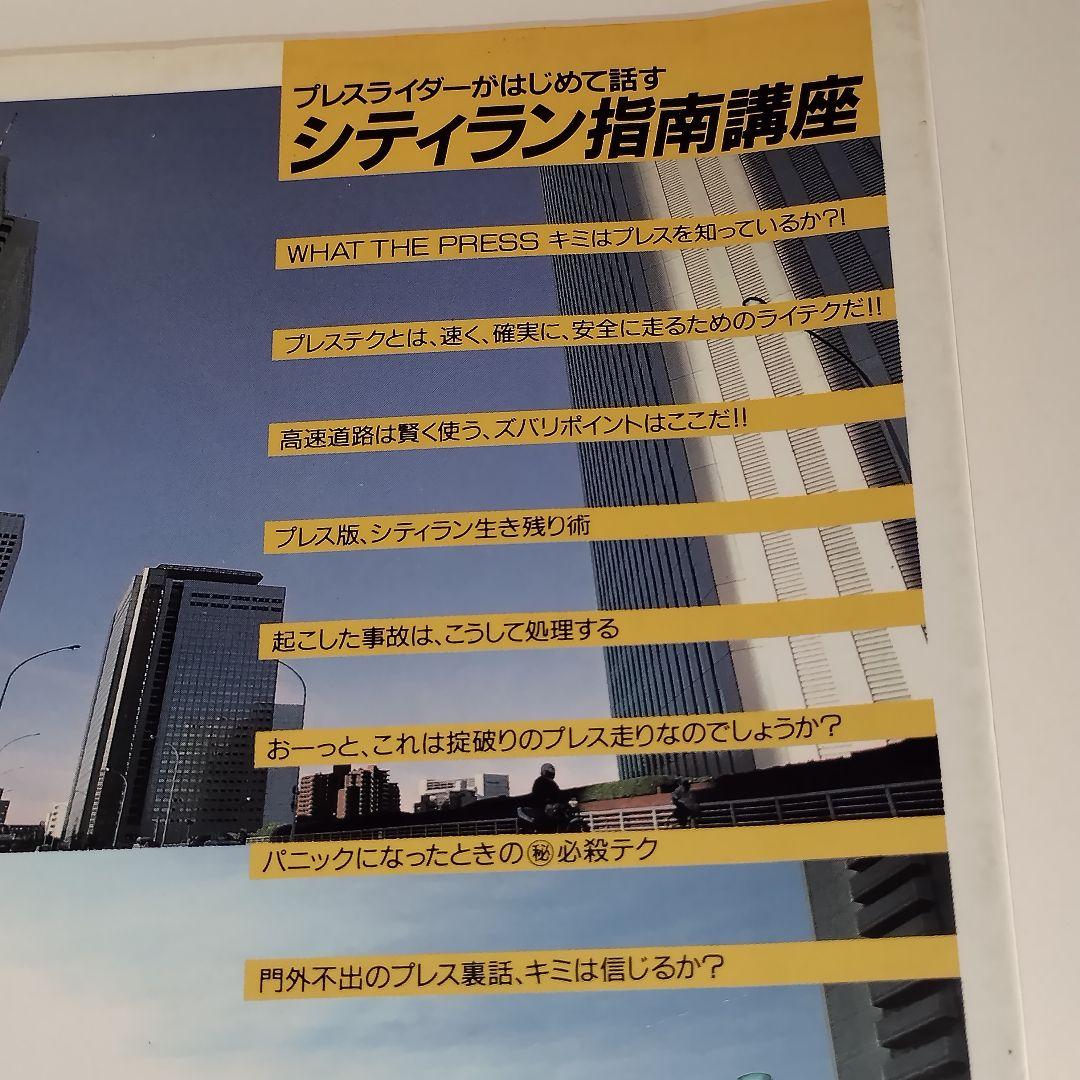 プレスライダーがはじめて話す
シティラン指南講座
WHAT THE PRESS キミはプレスを知っているか?!
プレステクとは、速く、確実に、安全に走るためのライテクだ!!
高速道路は賢く使う、ズバリポイントはここだ!!
プレス版、シティラン生き残り術
起こした事故は、こうして処理する
おーっと、これは掟破りのプレス走りなのでしょうか?
パニックになったときの㊙必殺テク
門外不出のプレス裏話、キミは信じるか?